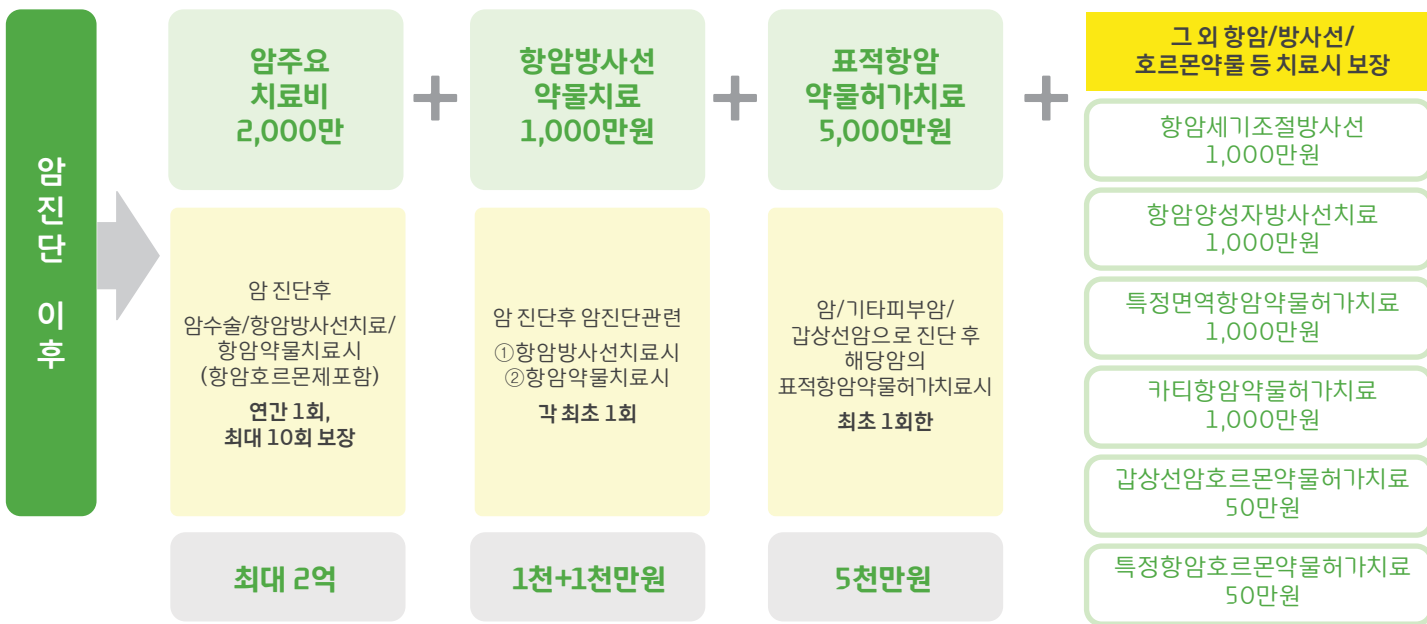 암진단 이후
암주요
치료비
2,000만
항암방사선
약물치료
1,000만원
표적항암
약물허가치료
5,000만원
그 외 항암/방사선/
호르몬약물 등 치료시 보장
암 진단후
암수술/항암방사선치료/
항암약물치료시
(항암호르몬제포함)
연간 1회,
최대 10회 보장
암 진단후 암진단관련
①항암방사선치료시
②항암약물치료시
각 최초 1회
암/기타피부암/
갑상선암으로 진단 후
해당암의
표적항암약물허가치료시
최초 1회한
최대 2억
1천+1천만원
5천만원
항암세기조절방사선
1,000만원
항암양성자방사선치료
1,000만원
특정면역항암약물허가치료
1,000만원
카티항암약물허가치료
1,000만원
갑상선암호르몬약물허가치료
50만원
특정항암호르몬약물허가치료
50만원